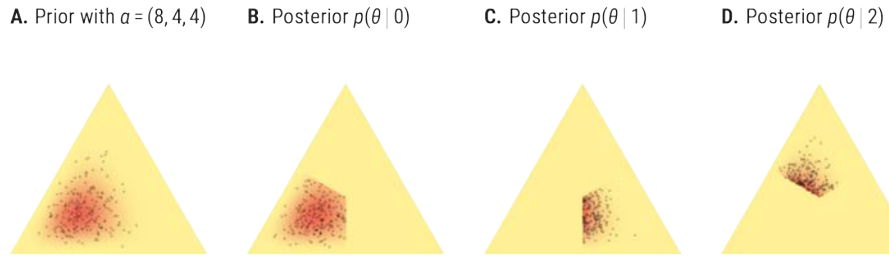 A. Prior with α = (8, 4, 4)
B. Posterior p(θ | 0)
C. Posterior p(θ | 1)
D. Posterior p(θ | 2)